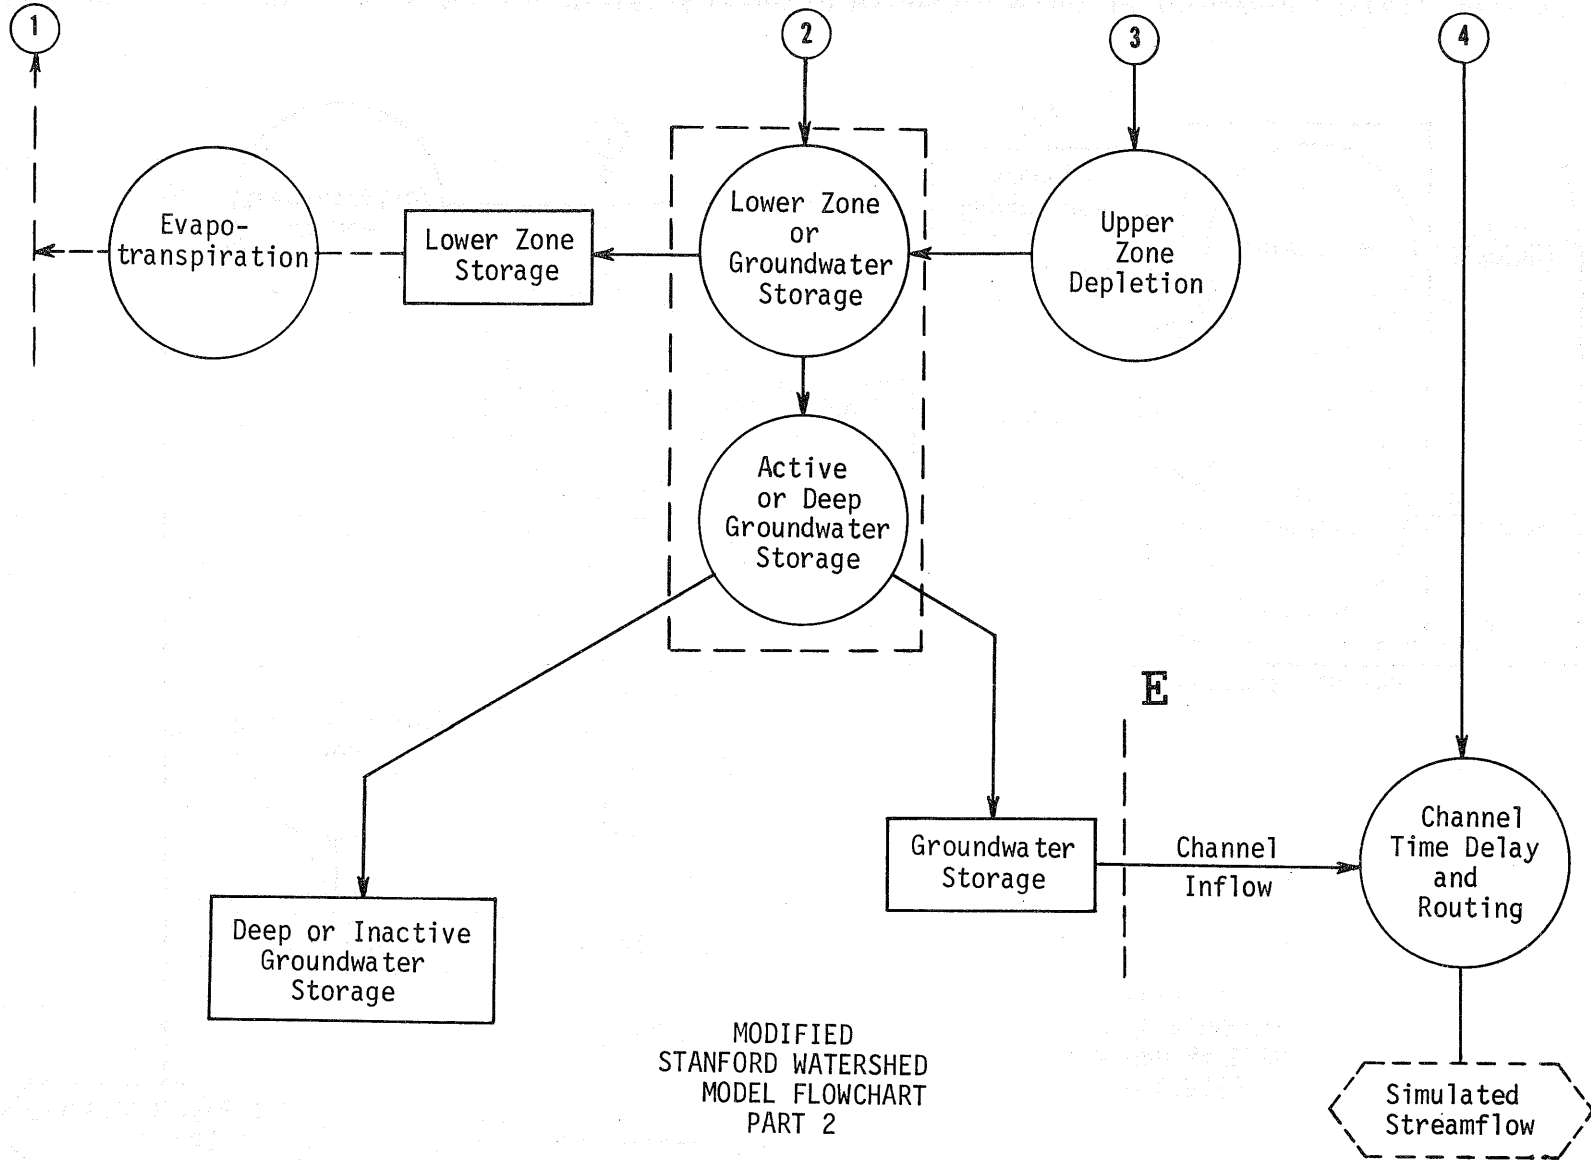 1
2
3
4
Evapo-
transpiration
Lower Zone
Storage
Lower Zone
or
Groundwater
Storage
Upper
Zone
Depletion
Active
or Deep
Groundwater
Storage
E
Groundwater
Storage
Channel
Inflow
Channel
Time Delay
and
Routing
Deep or Inactive
Groundwater
Storage
MODIFIED
STANFORD WATERSHED
MODEL FLOWCHART
PART 2
Simulated
Streamflow